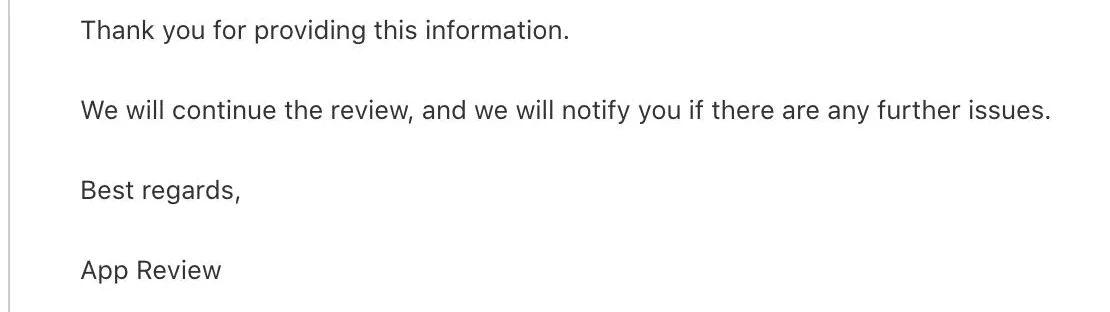 Thank you for providing this information.
We will continue the review, and we will notify you if there are any further issues.
Best regards,
App Review